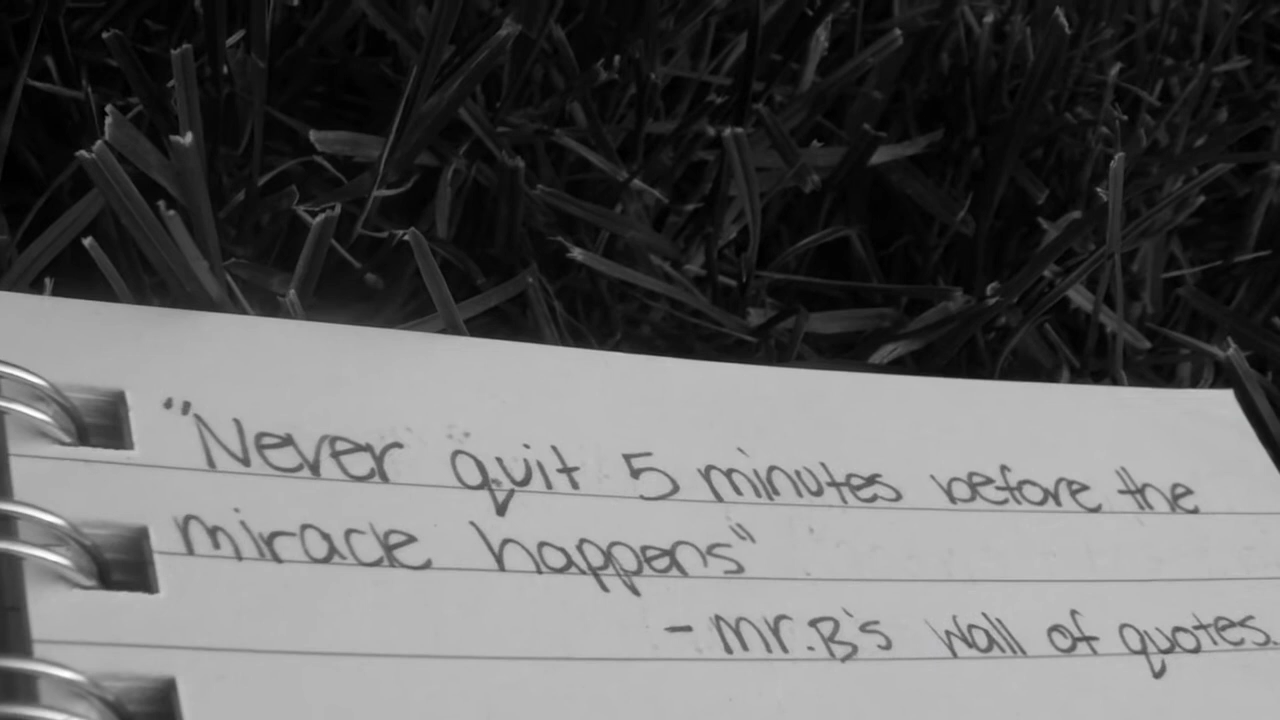 "Never quit 5 minutes before the
miracle happens"
- Mr. B's Wall of quotes.